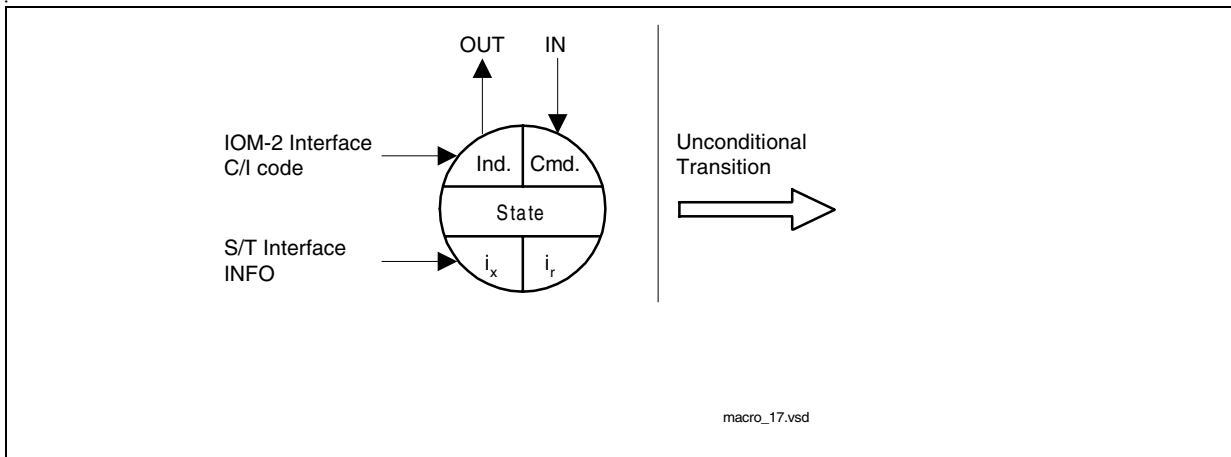 OUT IN
IOM-2 Interface
C/I code
Ind. Cmd.
State
S/T Interface
INFO
ix ir
Unconditional
Transition
macro_17.vsd